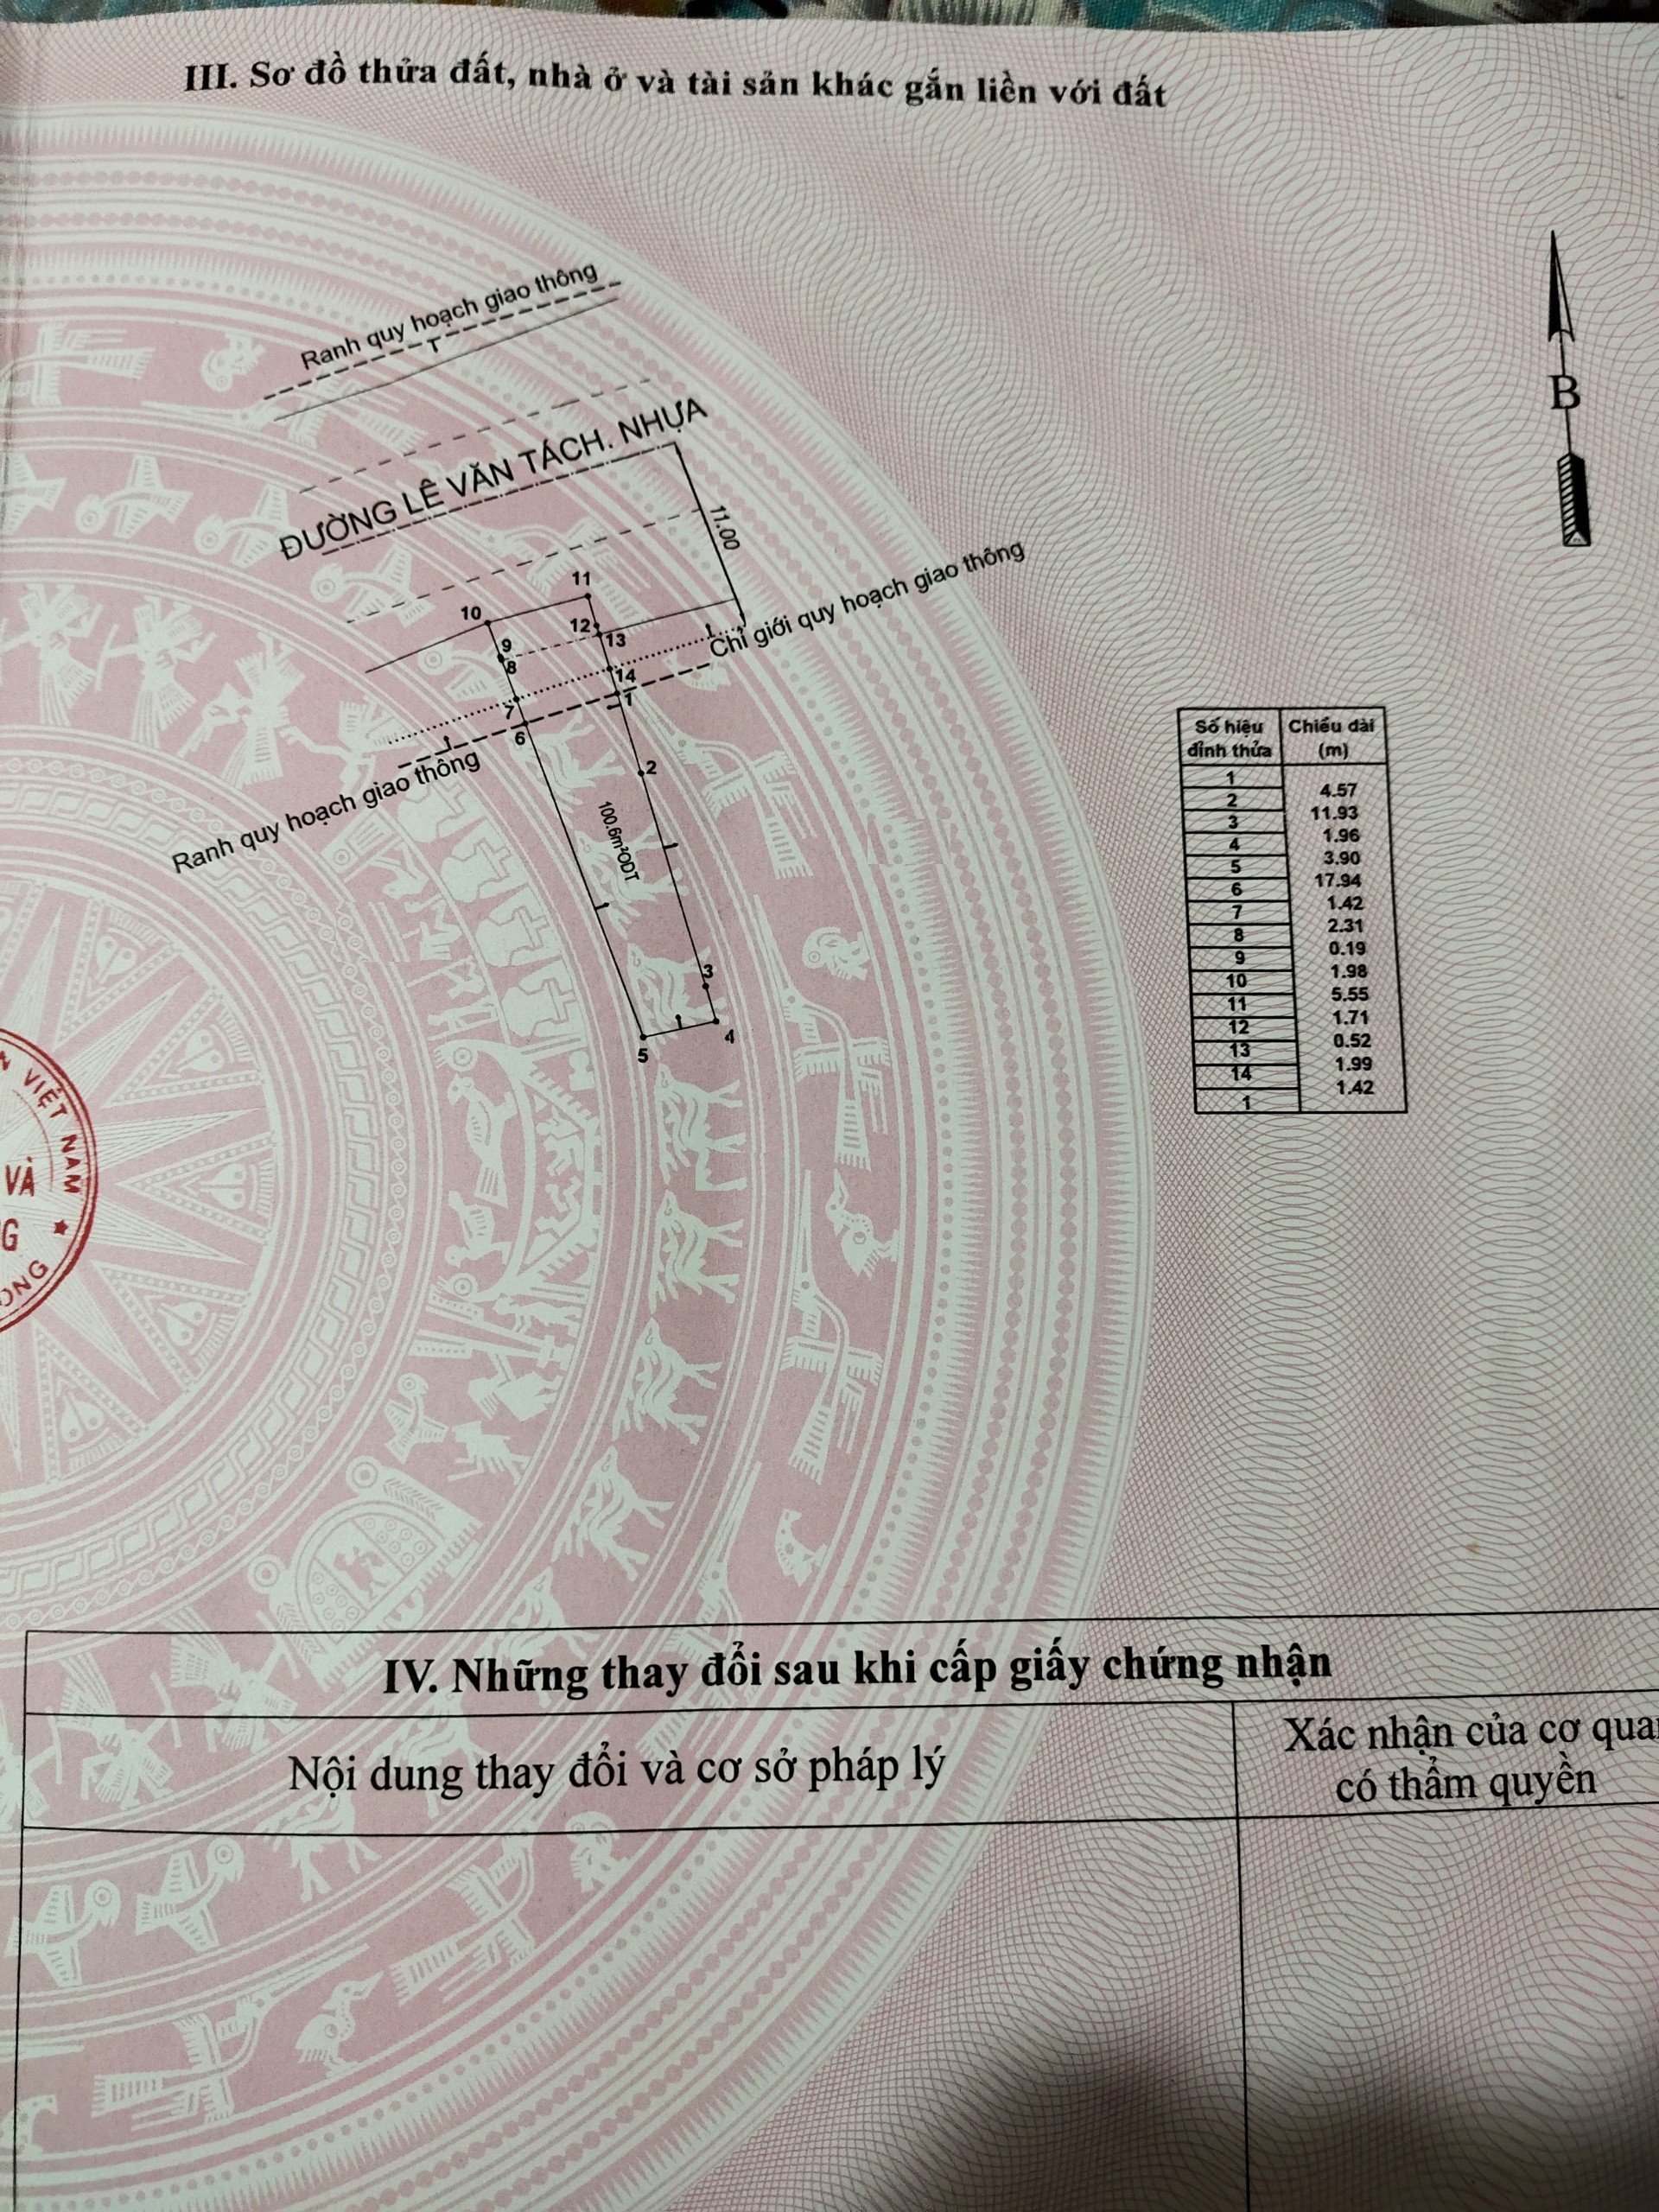 III. Sơ đồ thửa đất, nhà ở và tài sản khác gắn liền với đất
Ranh quy hoạch giao thông
T
ĐƯỜNG LÊ VĂN TÁCH. NHỰA
11.00
Chỉ giới quy hoạch giao thông
Ranh quy hoạch giao thông
B
11
10
12
13
9
8
14
7
1
6
2
100.6m²ODT
3
4
5
Số hiệu đỉnh thửa Chiều dài (m)
1
4.57
2
11.93
3
1.96
4
3.90
5
17.94
6
1.42
7
2.31
8
0.19
9
1.98
10
5.55
11
1.71
12
0.52
13
1.99
14
1.42
1
VIỆT NAM
VÀ
G
IV. Những thay đổi sau khi cấp giấy chứng nhận
Nội dung thay đổi và cơ sở pháp lý
Xác nhận của cơ qua
có thẩm quyền